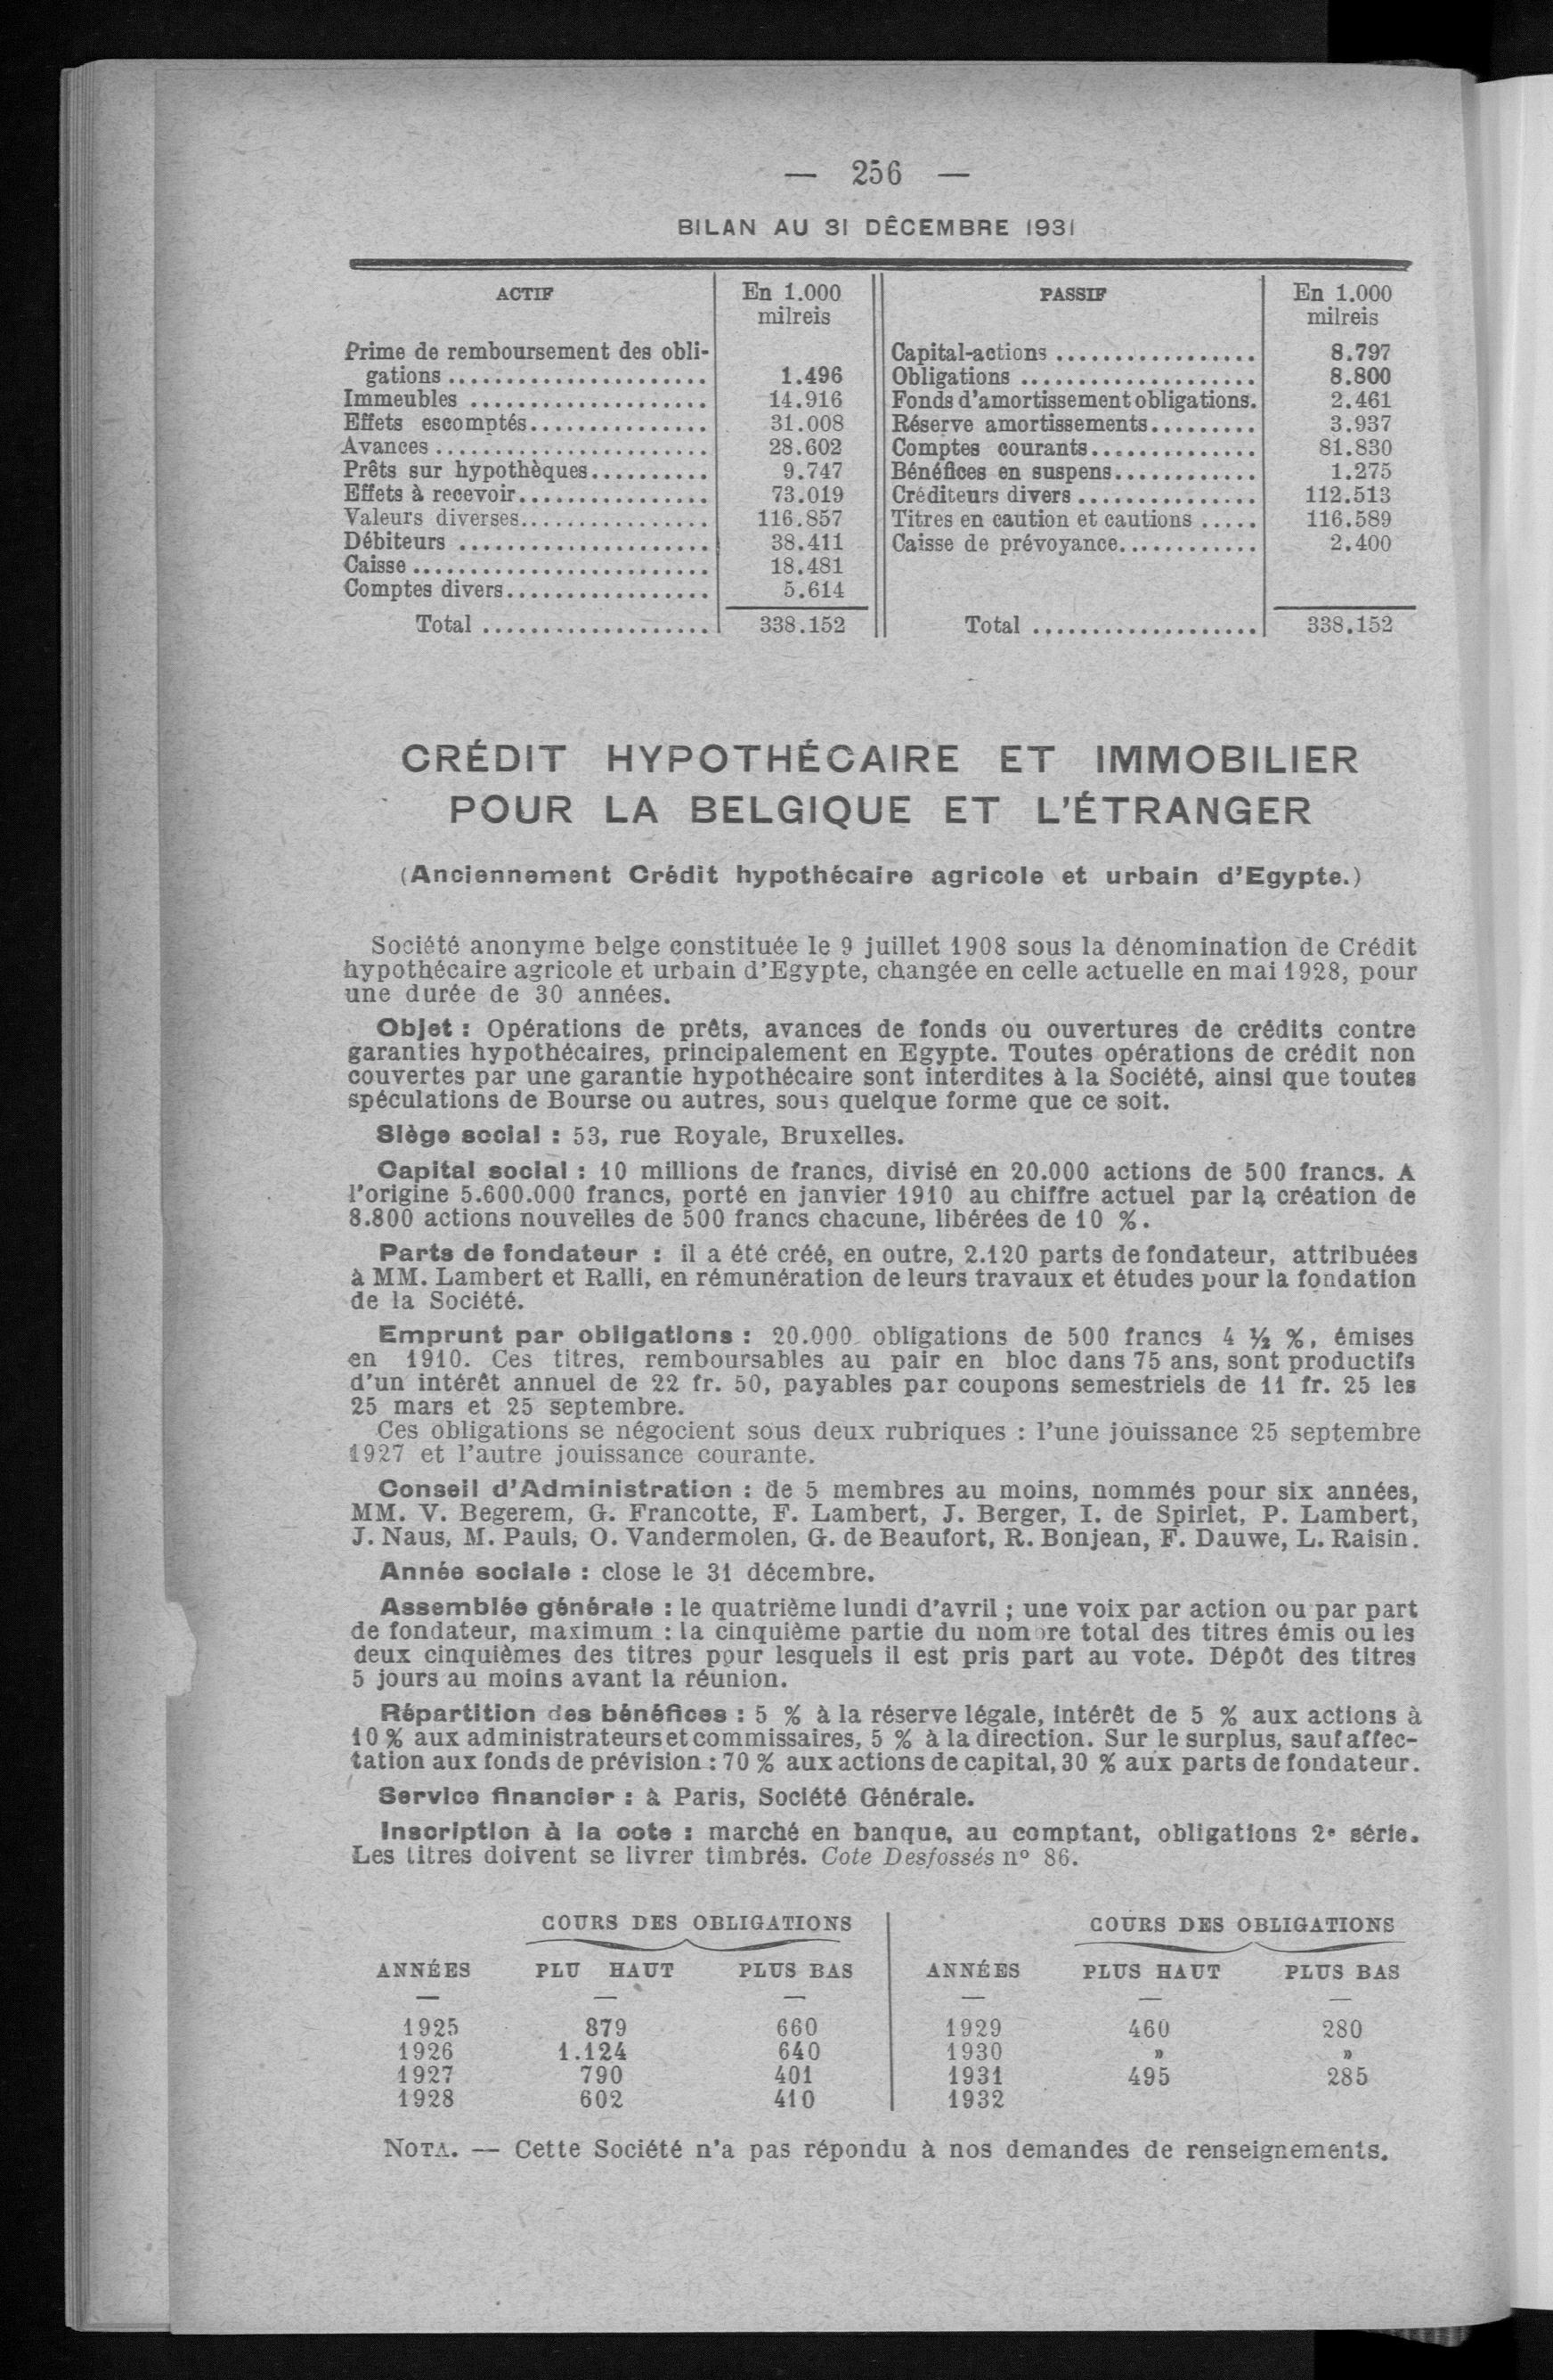 — 256 —
BILAN AU 31 DÊCEMBRE 1931
ACTIF En 1.000 milreis PASSIF En 1.000 milreis
Prime de remboursement des obli- Capital-actions ................. 8.797
gations ...................... 1.496 Obligations .................... 8.800
Immeubles .................... 14.916 Fonds d'amortissement obligations. 2.461
Effets escomptés............... 31.008 Réserve amortissements......... 3.937
Avances ....................... 28.602 Comptes courants.............. 81.830
Prêts sur hypothèques.......... 9.747 Bénéfices en suspens............ 1.275
Effets à recevoir................ 73.019 Créditeurs divers ............... 112.513
Valeurs diverses................ 116.857 Titres en caution et cautions ..... 116.589
Débiteurs ..................... 38.411 Caisse de prévoyance............ 2.400
Caisse ......................... 18.481
Comptes divers................. 5.614
Total ................... 338.152 Total ................... 338.152
CRÉDIT HYPOTHÉCAIRE ET IMMOBILIER
POUR LA BELGIQUE ET L'ÉTRANGER
(Anciennement Crédit hypothécaire agricole et urbain d'Egypte.)
Société anonyme belge constituée le 9 juillet 1908 sous la dénomination de Crédit
hypothécaire agricole et urbain d'Egypte, changée en celle actuelle en mai 1928, pour
une durée de 30 années.
Objet : Opérations de prêts, avances de fonds ou ouvertures de crédits contre
garanties hypothécaires, principalement en Egypte. Toutes opérations de crédit non
couvertes par une garantie hypothécaire sont interdites à la Société, ainsi que toutes
spéculations de Bourse ou autres, sous quelque forme que ce soit.
Siège social : 53, rue Royale, Bruxelles.
Capital social : 10 millions de francs, divisé en 20.000 actions de 500 francs. A
l'origine 5.600.000 francs, porté en janvier 1910 au chiffre actuel par la création de
8.800 actions nouvelles de 500 francs chacune, libérées de 10 %.
Parts de fondateur : il a été créé, en outre, 2.120 parts de fondateur, attribuées
à MM. Lambert et Ralli, en rémunération de leurs travaux et études pour la fondation
de la Société.
Emprunt par obligations : 20.000 obligations de 500 francs 4 ½ %, émises
en 1910. Ces titres, remboursables au pair en bloc dans 75 ans, sont productifs
d'un intérêt annuel de 22 fr. 50, payables par coupons semestriels de 11 fr. 25 les
25 mars et 25 septembre.
Ces obligations se négocient sous deux rubriques : l'une jouissance 25 septembre
1927 et l'autre jouissance courante.
Conseil d'Administration : de 5 membres au moins, nommés pour six années,
MM. V. Begerem, G. Francotte, F. Lambert, J. Berger, I. de Spirlet, P. Lambert,
J. Naus, M. Pauls, O. Vandermolen, G. de Beaufort, R. Bonjean, F. Dauwe, L. Raisin.
Année sociale : close le 31 décembre.
Assemblée générale : le quatrième lundi d'avril ; une voix par action ou par part
de fondateur, maximum : la cinquième partie du nombre total des titres émis ou les
deux cinquièmes des titres pour lesquels il est pris part au vote. Dépôt des titres
5 jours au moins avant la réunion.
Répartition des bénéfices : 5 % à la réserve légale, intérêt de 5 % aux actions à
10 % aux administrateurs et commissaires, 5 % à la direction. Sur le surplus, sauf affec-
tation aux fonds de prévision : 70 % aux actions de capital, 30 % aux parts de fondateur.
Service financier : à Paris, Société Générale.
Inscription à la cote : marché en banque, au comptant, obligations 2e série.
Les titres doivent se livrer timbrés. Cote Desfossés no 86.
COURS DES OBLIGATIONS COURS DES OBLIGATIONS
ANNÉES PLU HAUT PLUS BAS ANNÉES PLUS HAUT PLUS BAS
— — — — — —
1925 879 660 1929 460 280
1926 1.124 640 1930 » »
1927 790 401 1931 495 285
1928 602 410 1932
NOTA. — Cette Société n'a pas répondu à nos demandes de renseignements.